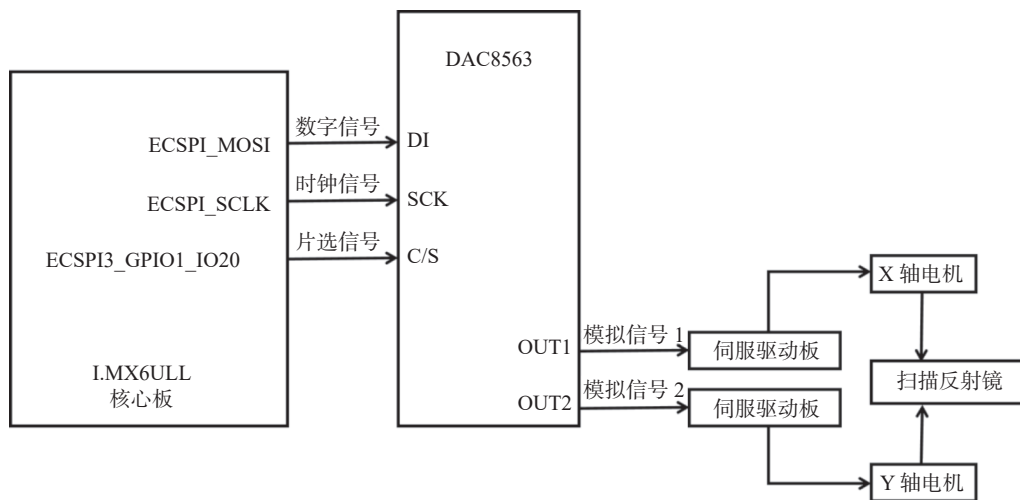 DAC8563
数字信号
ECSPI_MOSI
DI
时钟信号
ECSPI_SCLK
SCK
片选信号
ECSPI3_GPIO1_IO20
C/S
X 轴电机
OUT1
模拟信号 1
伺服驱动板
I.MX6ULL
核心板
扫描反射镜
OUT2
模拟信号 2
伺服驱动板
Y 轴电机